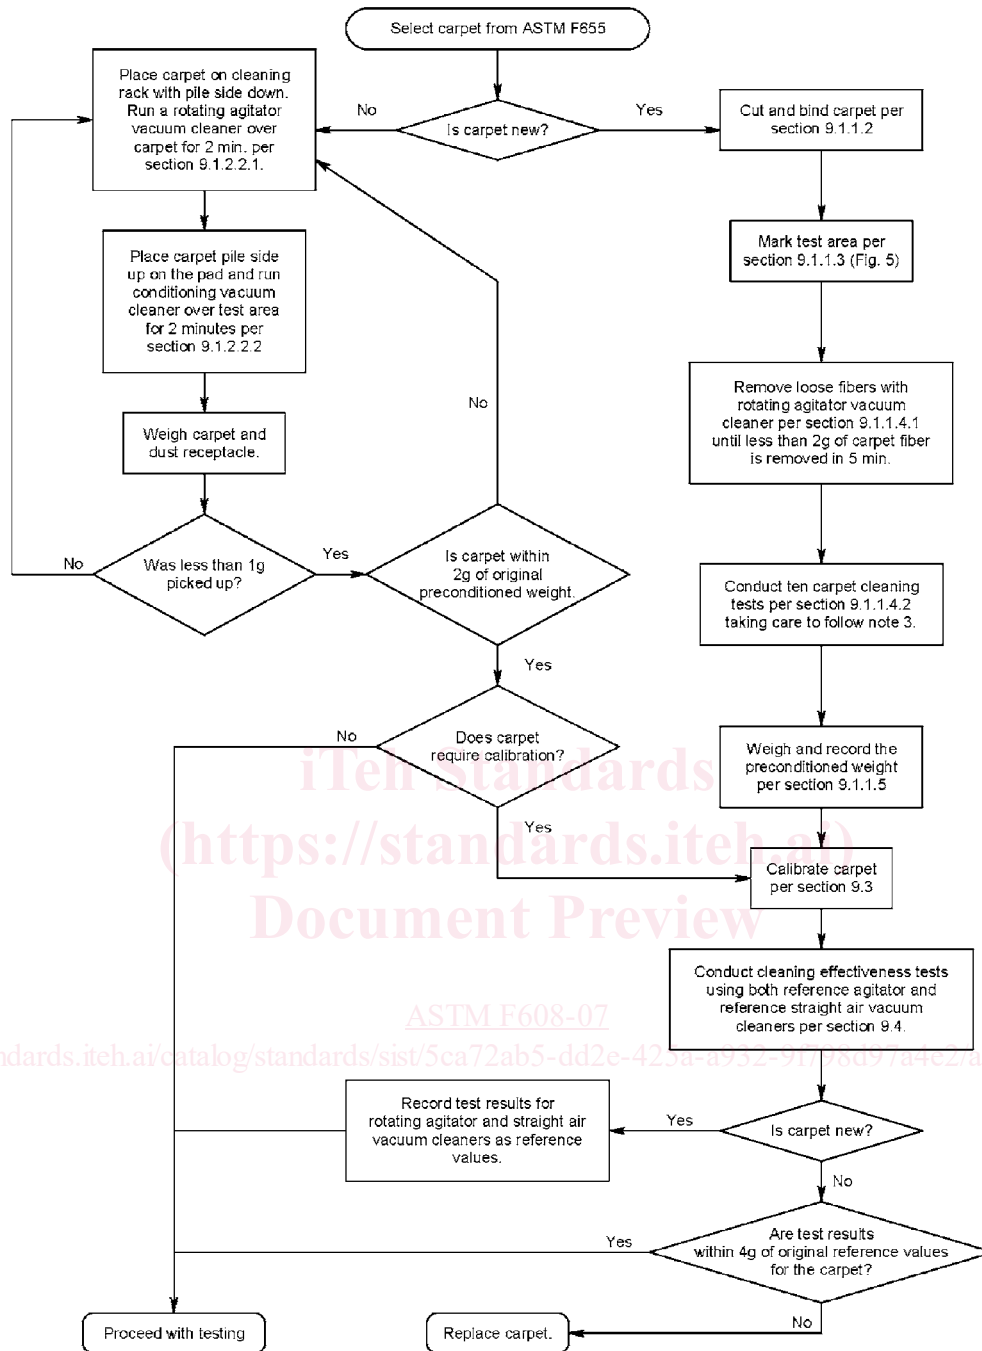 Select carpet from ASTM F655
Place carpet on cleaning
rack with pile side down.
Run a rotating agitator
vacuum cleaner over
carpet for 2 min. per
section 9.1.2.2.1.
No
Is carpet new?
Yes
Cut and bind carpet per
section 9.1.1.2
Mark test area per
section 9.1.1.3 (Fig. 5)
Place carpet pile side
up on the pad and run
conditioning vacuum
cleaner over test area
for 2 minutes per
section 9.1.2.2.2
No
Remove loose fibers with
rotating agitator vacuum
cleaner per section 9.1.1.4.1
until less than 2g of carpet fiber
is removed in 5 min.
Weigh carpet and
dust receptacle.
No
Was less than 1g
picked up?
Yes
Is carpet within
2g of original
preconditioned weight.
Conduct ten carpet cleaning
tests per section 9.1.1.4.2
taking care to follow note 3.
Yes
No
Does carpet
require calibration?
Weigh and record the
preconditioned weight
per section 9.1.1.5
iTeh Standards
(https://standards.iteh.ai)
Document Preview
Yes
Calibrate carpet
per section 9.3
Conduct cleaning effectiveness tests
using both reference agitator and
reference straight air vacuum
cleaners per section 9.4.
ASTM F608-07
ndards.iteh.ai/catalog/standards/sist/5ca72ab5-dd2e-425a-a932-9f798d97a4e2/a
Record test results for
rotating agitator and straight air
vacuum cleaners as reference
values.
Yes
Is carpet new?
No
Yes
Are test results
within 4g of original reference values
for the carpet?
No
Proceed with testing
Replace carpet.